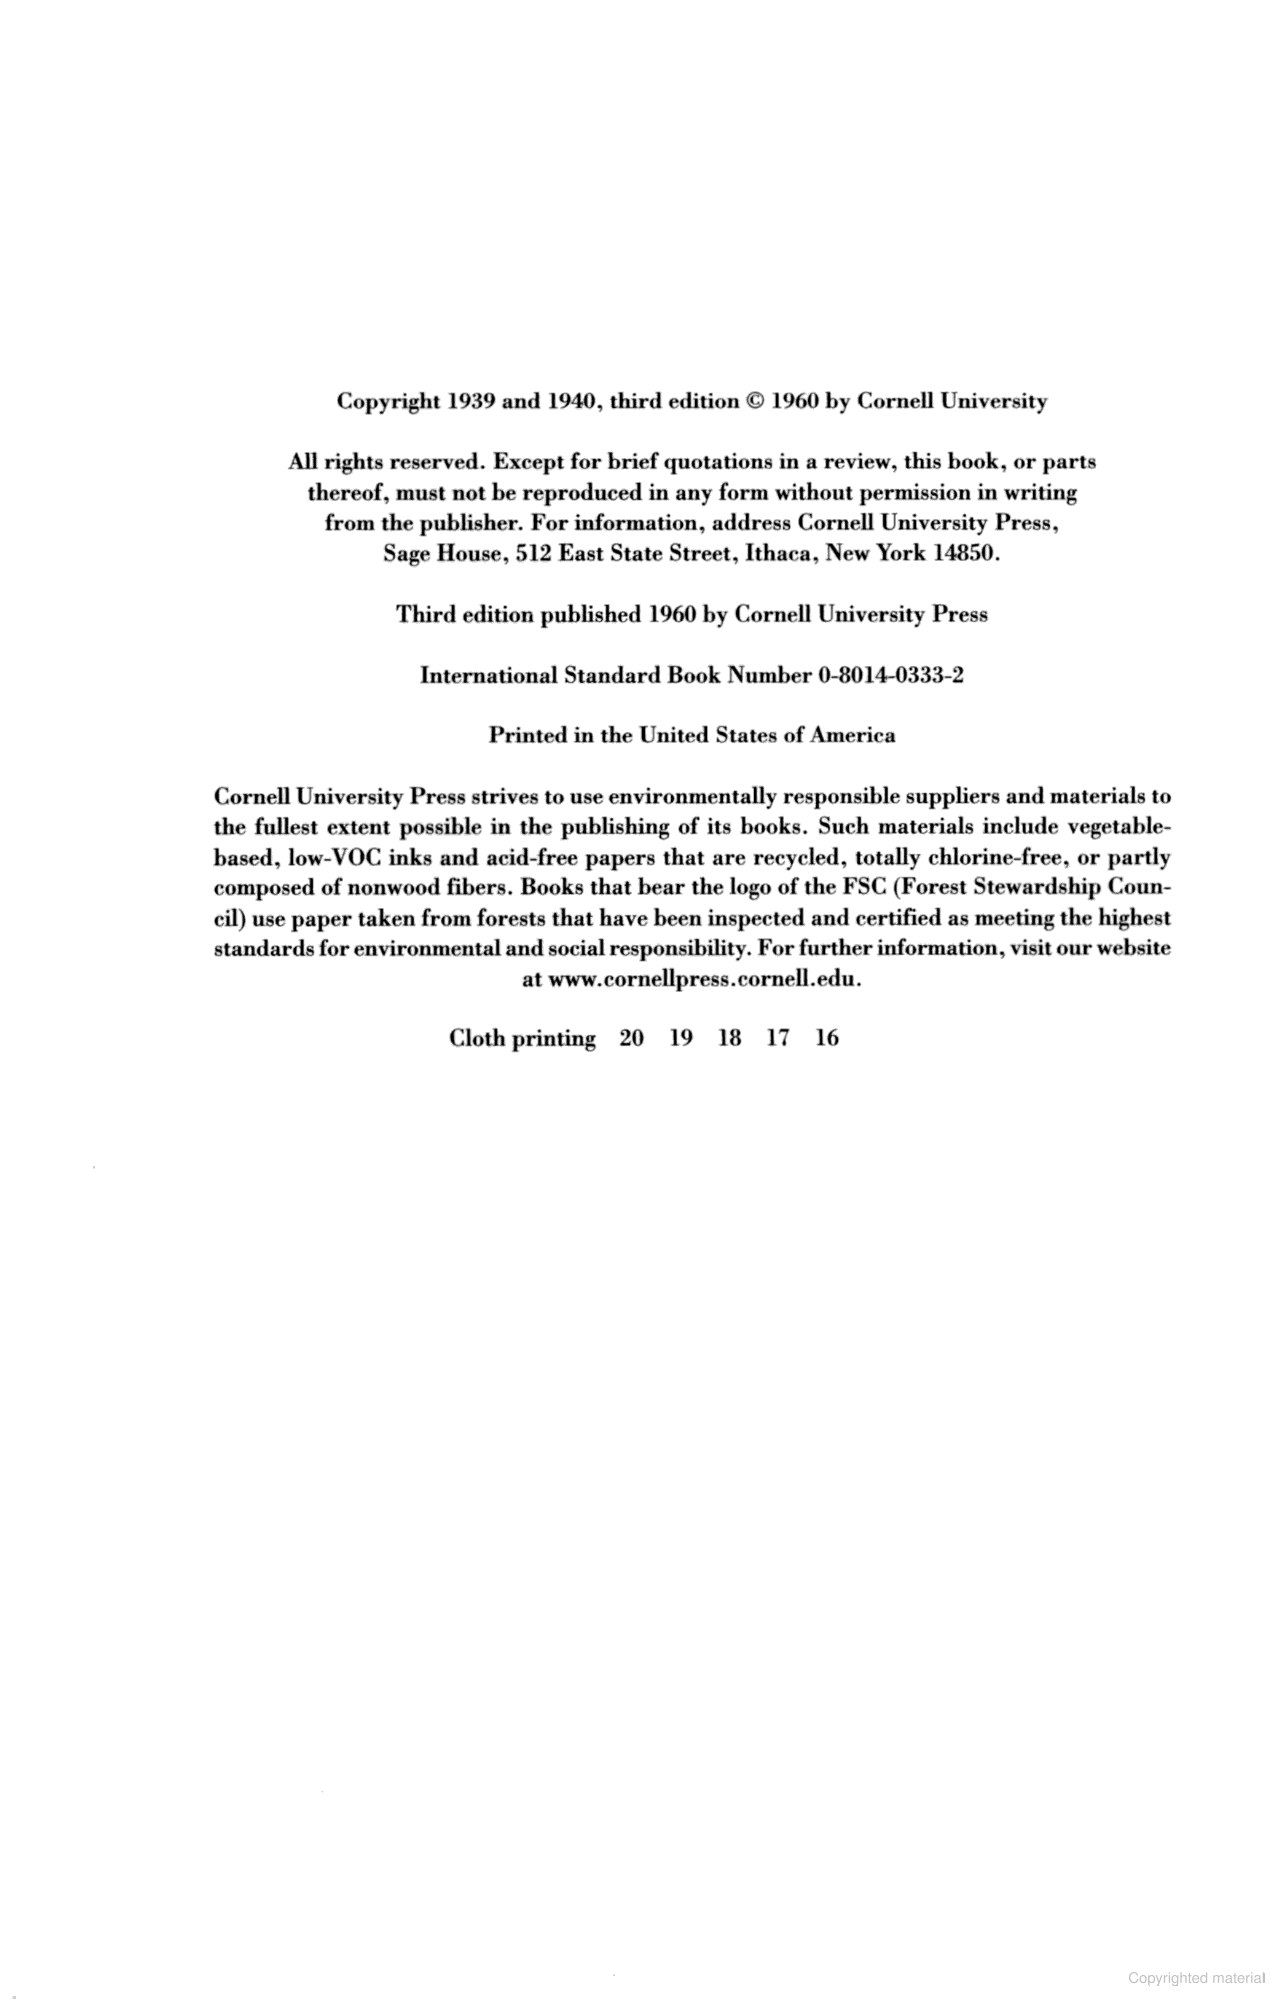 Copyright 1939 and 1940, third edition © 1960 by Cornell University
All rights reserved. Except for brief quotations in a review, this book, or parts
thereof, must not be reproduced in any form without permission in writing
from the publisher. For information, address Cornell University Press,
Sage House, 512 East State Street, Ithaca, New York 14850.
Third edition published 1960 by Cornell University Press
International Standard Book Number 0-8014-0333-2
Printed in the United States of America
Cornell University Press strives to use environmentally responsible suppliers and materials to
the fullest extent possible in the publishing of its books. Such materials include vegetable-
based, low-VOC inks and acid-free papers that are recycled, totally chlorine-free, or partly
composed of nonwood fibers. Books that bear the logo of the FSC (Forest Stewardship Coun-
cil) use paper taken from forests that have been inspected and certified as meeting the highest
standards for environmental and social responsibility. For further information, visit our website
at www.cornellpress.cornell.edu.
Cloth printing 20 19 18 17 16
Copyrighted material